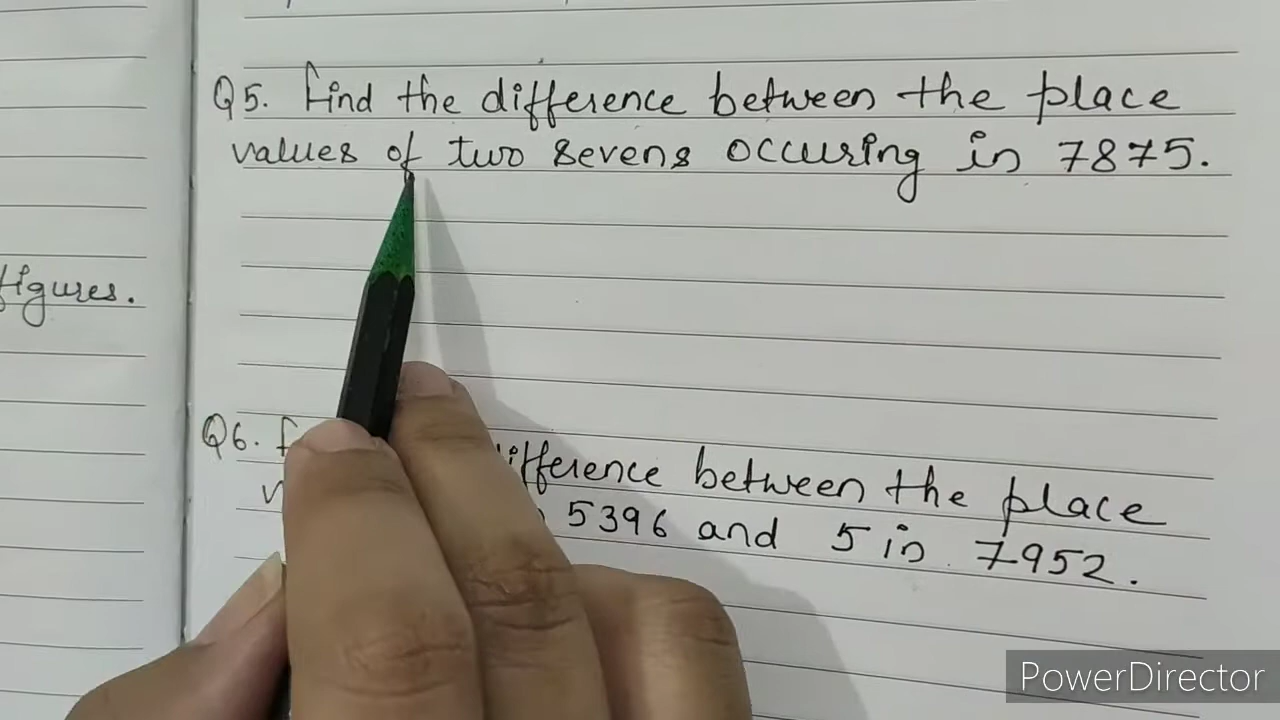 figures.
Q5. Find the difference between the place
values of two sevens occuring in 7875.
Q6. difference between the place
5396 and 5 in 7952.
PowerDirector